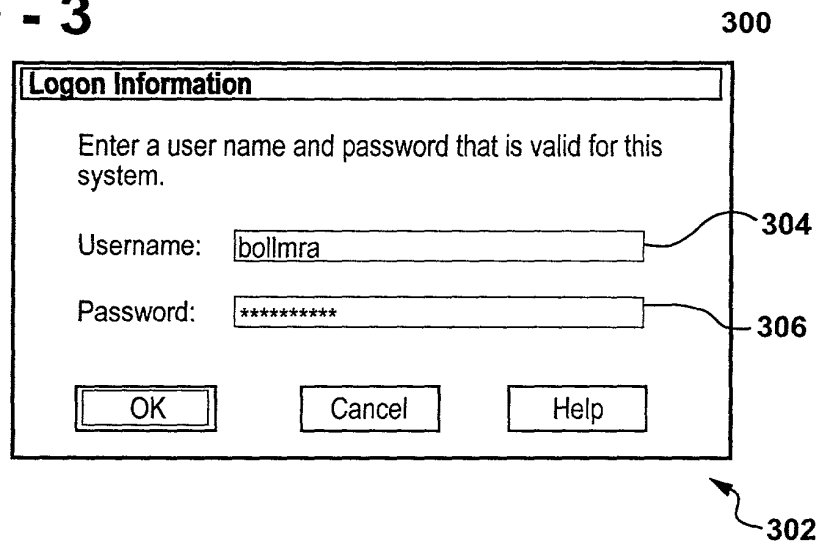 - 3
300
Logon Information
Enter a user name and password that is valid for this
system.
Username: bollmra
304
Password: **********
306
OK Cancel Help
302